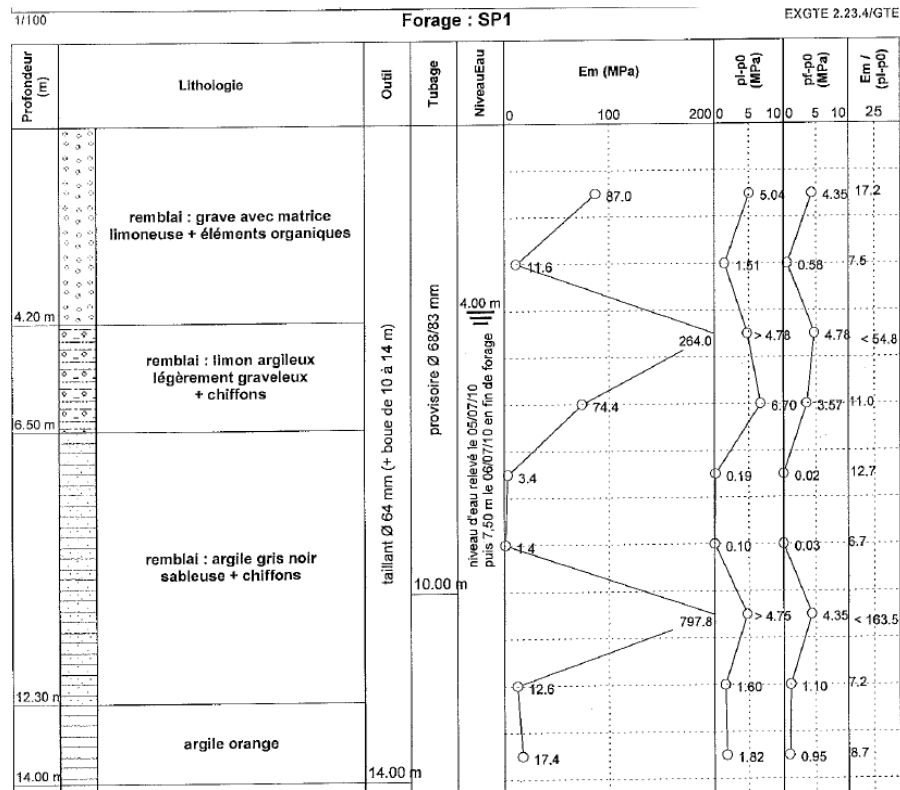 1/100
Forage : SP1
EXGTE 2.23.4/GTE
Profondeur
(m)
Lithologie
Outil
Tubage
NiveauEau
Em (MPa)
pl-p0
(MPa)
pf-p0
(MPa)
Em /
(pl-p0)
0 100 200
0 5 10
0 5 10
25
remblai : grave avec matrice
limoneuse + éléments organiques
4.20 m
remblai : limon argileux
légèrement graveleux
+ chiffons
6.50 m
remblai : argile gris noir
sableuse + chiffons
12.30 m
argile orange
14.00 m
taillant Ø 64 mm (+ boue de 10 à 14 m)
14.00 m
provisoire Ø 68/83 mm
10.00 m
4.00 m
niveau d'eau relevé le 05/07/10
puis 7,50 m le 06/07/10 en fin de forage
87.0 5.04 4.35 17.2
11.6 1.51 0.58 7.5
264.0 > 4.78 4.78 < 54.8
74.4 6.70 3.57 11.0
3.4 0.19 0.02 12.7
1.4 0.10 0.03 6.7
797.8 > 4.75 4.35 < 163.5
12.6 1.60 1.10 7.2
17.4 1.82 0.95 8.7